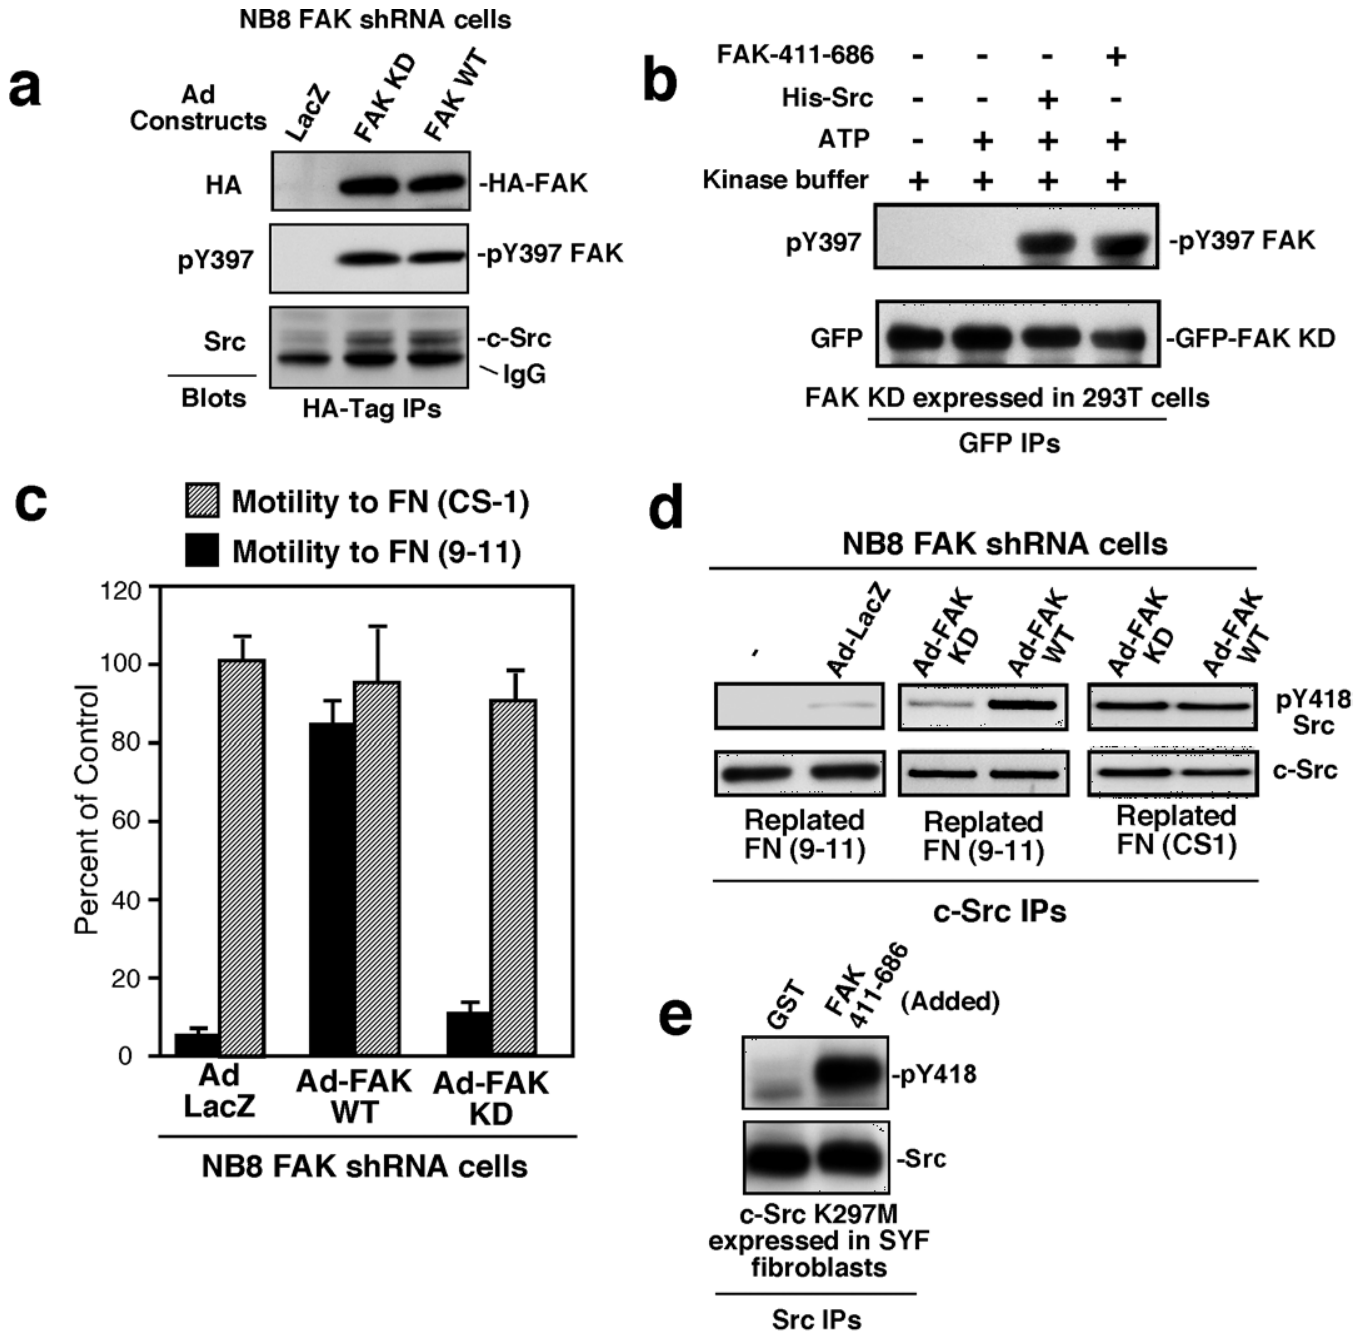 a
NB8 FAK shRNA cells
Ad
Constructs
LacZ
FAK KD
FAK WT
HA
-HA-FAK
pY397
-pY397 FAK
Src
-c-Src
IgG
Blots
HA-Tag IPs
b
FAK-411-686 - - - +
His-Src - - + -
ATP - + + +
Kinase buffer + + + +
pY397
-pY397 FAK
GFP
-GFP-FAK KD
FAK KD expressed in 293T cells
GFP IPs
c
Motility to FN (CS-1)
Motility to FN (9-11)
Percent of Control
120
100
80
60
40
20
0
Ad
LacZ
Ad-FAK
WT
Ad-FAK
KD
NB8 FAK shRNA cells
d
NB8 FAK shRNA cells
-
Ad-LacZ
Ad-FAK
KD
Ad-FAK
WT
Ad-FAK
KD
Ad-FAK
WT
pY418
Src
c-Src
Replated
FN (9-11)
Replated
FN (9-11)
Replated
FN (CS1)
c-Src IPs
e
GST
FAK
411-686
(Added)
-pY418
-Src
c-Src K297M
expressed in SYF
fibroblasts
Src IPs